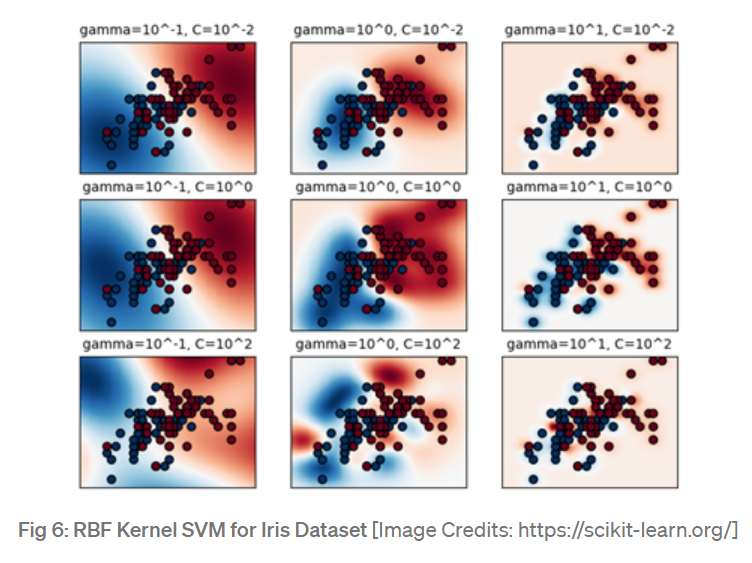 gamma=10^-1, C=10^-2
gamma=10^0, C=10^-2
gamma=10^1, C=10^-2
gamma=10^-1, C=10^0
gamma=10^0, C=10^0
gamma=10^1, C=10^0
gamma=10^-1, C=10^2
gamma=10^0, C=10^2
gamma=10^1, C=10^2
Fig 6: RBF Kernel SVM for Iris Dataset [Image Credits: https://scikit-learn.org/]